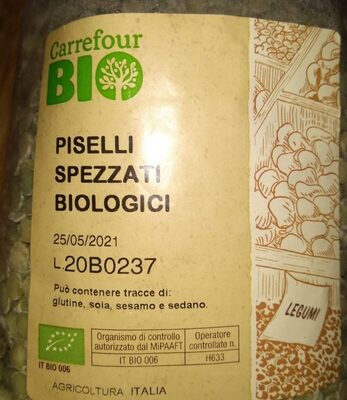 Carrefour
BIO
PISELLI
SPEZZATI
BIOLOGICI
25/05/2021
L.20B0237
Può contenere tracce di:
glutine, soia, sesamo e sedano.
LEGUMI
Organismo di controllo
autorizzato dal MiPAAFT
IT BIO 006
Operatore
controllato n.
H633
IT BIO 006
AGRICOLTURA ITALIA